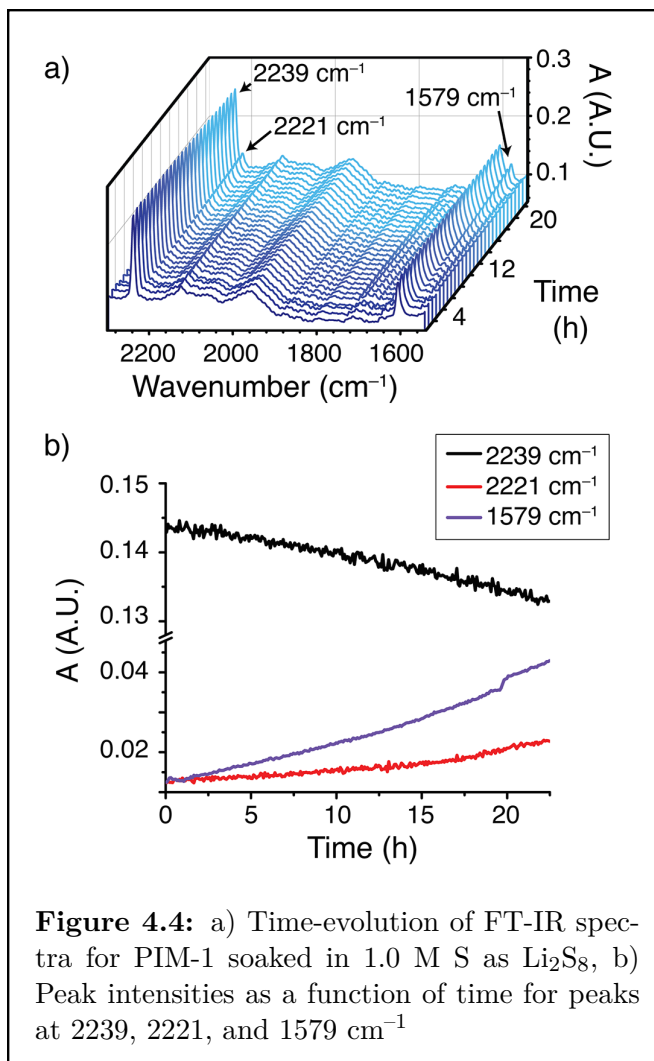 a)
2239 cm⁻¹
2221 cm⁻¹
1579 cm⁻¹
0.3
0.2
0.1
A (A.U.)
20
12
4
Time
(h)
2200 2000 1800 1600
Wavenumber (cm⁻¹)
b)
2239 cm⁻¹
2221 cm⁻¹
1579 cm⁻¹
0.15
0.14
0.13
0.04
0.02
A (A.U.)
0 5 10 15 20
Time (h)
Figure 4.4: a) Time-evolution of FT-IR spec-
tra for PIM-1 soaked in 1.0 M S as Li₂S₈, b)
Peak intensities as a function of time for peaks
at 2239, 2221, and 1579 cm⁻¹